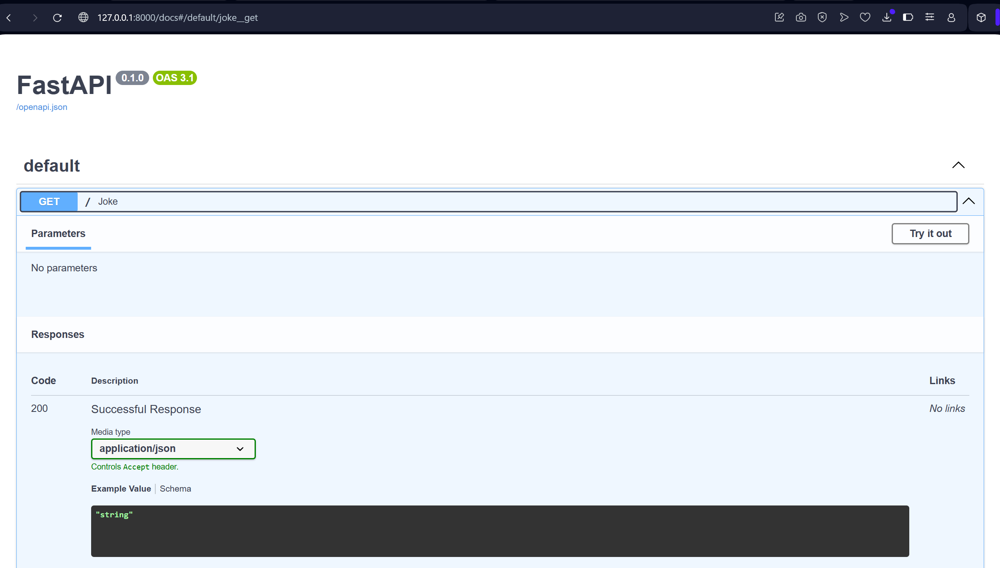 127.0.0.1:8000/docs#/default/joke__get
FastAPI 0.1.0 OAS 3.1
/openapi.json
default
GET / Joke
Parameters
Try it out
No parameters
Responses
Code Description Links
200 Successful Response No links
Media type
application/json
Controls Accept header.
Example Value Schema
"string"